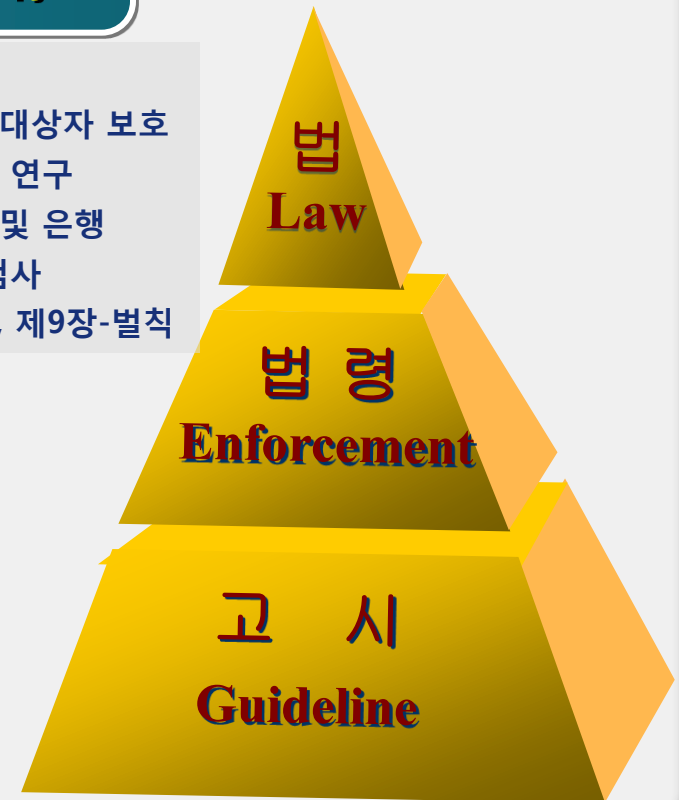 대상자 보호
연구
및 은행
검사
제9장-벌칙
법
Law
법 령
Enforcement
고 시
Guideline